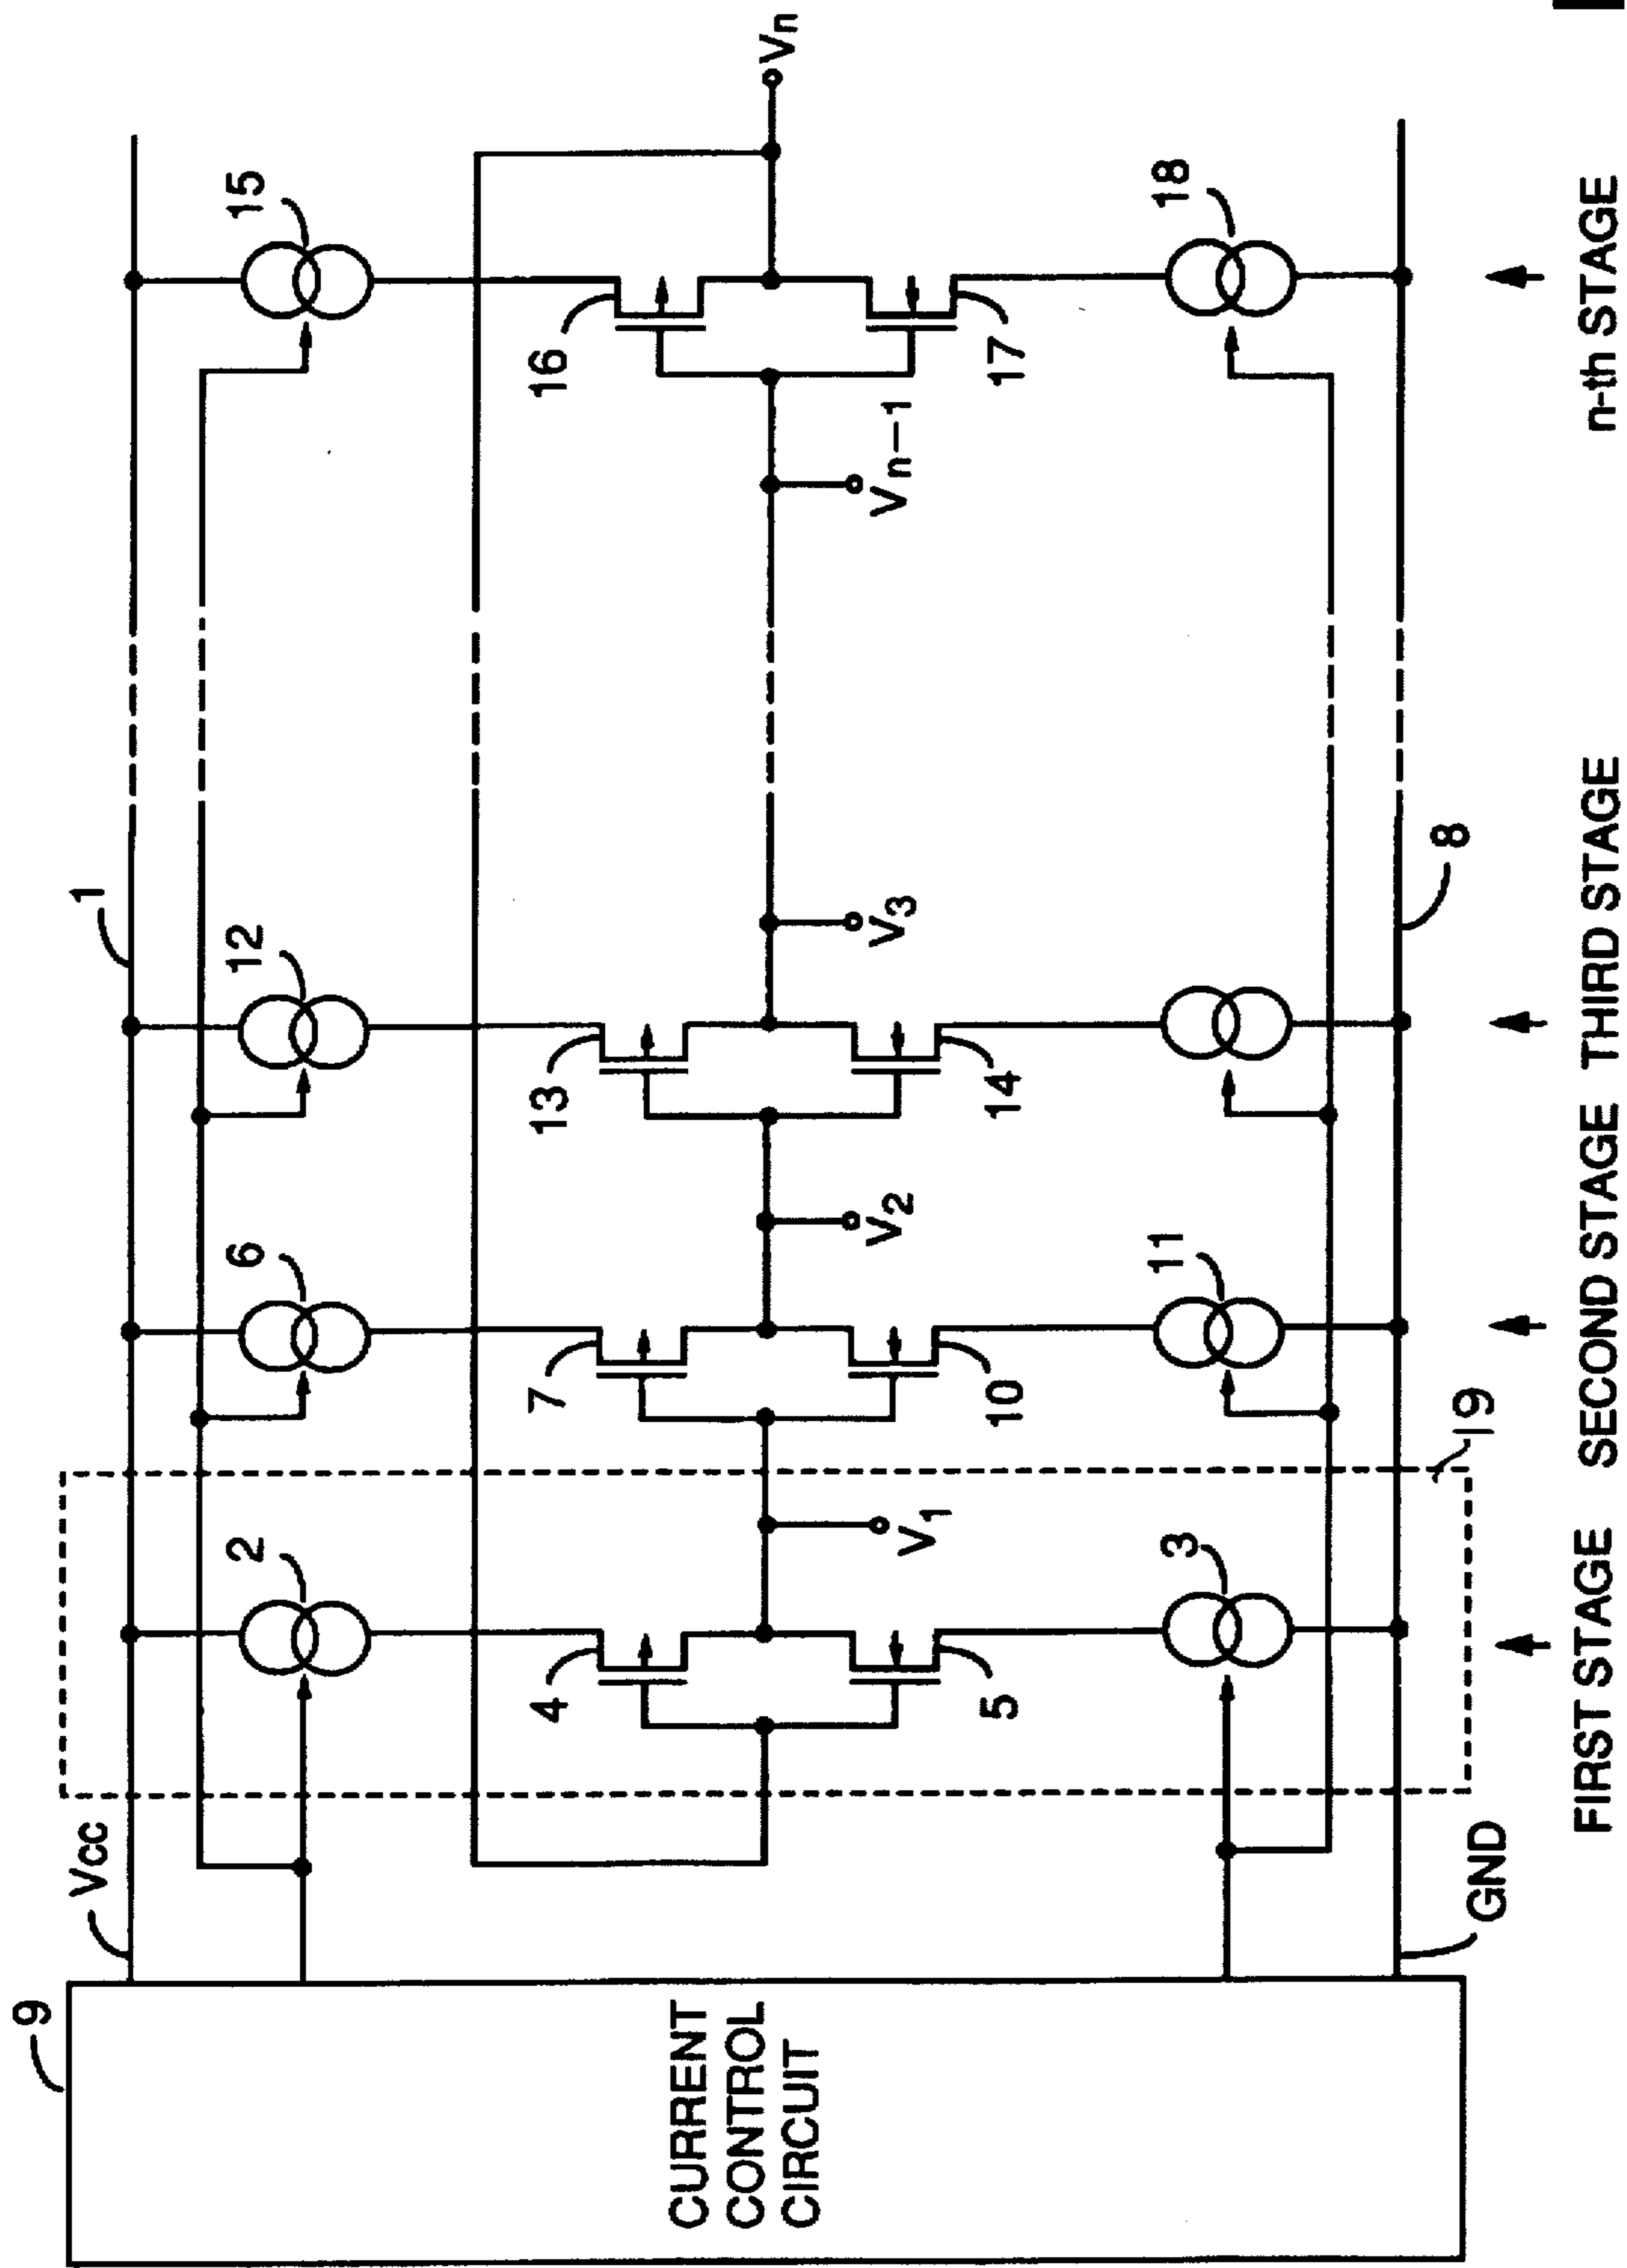 9
CURRENT
CONTROL
CIRCUIT
Vcc
GND
1
8
2
4
5
3
V1
19
6
7
10
11
V2
12
13
14
V3
Vn-1
15
16
17
18
Vn
FIRST STAGE
SECOND STAGE
THIRD STAGE
n-th STAGE